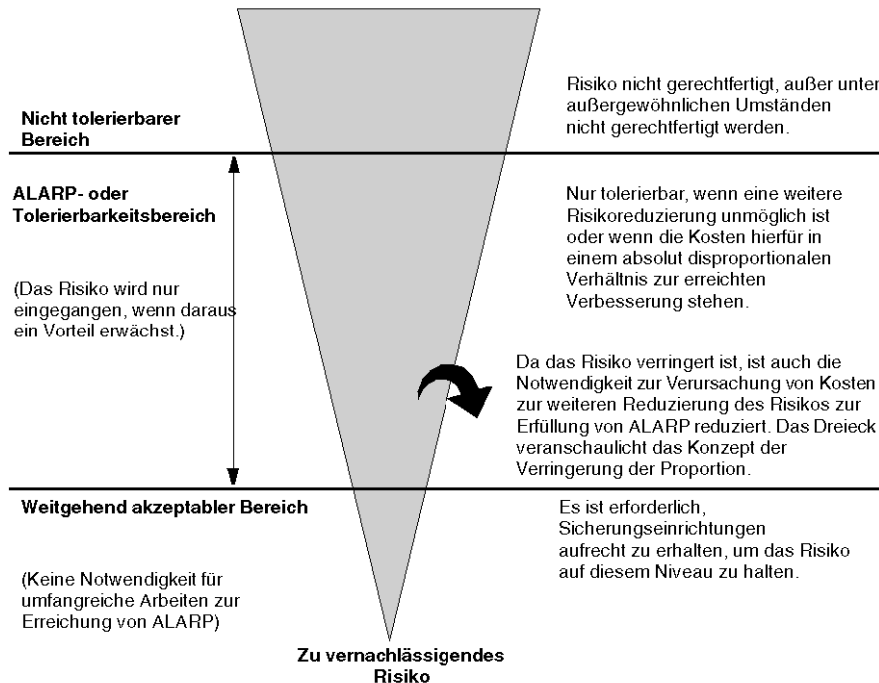 Nicht tolerierbarer
Bereich
Risiko nicht gerechtfertigt, außer unter
außergewöhnlichen Umständen
nicht gerechtfertigt werden.
ALARP- oder
Tolerierbarkeitsbereich
(Das Risiko wird nur
eingegangen, wenn daraus
ein Vorteil erwächst.)
Nur tolerierbar, wenn eine weitere
Risikoreduzierung unmöglich ist
oder wenn die Kosten hierfür in
einem absolut disproportionalen
Verhältnis zur erreichten
Verbesserung stehen.
Da das Risiko verringert ist, ist auch die
Notwendigkeit zur Verursachung von Kosten
zur weiteren Reduzierung des Risikos zur
Erfüllung von ALARP reduziert. Das Dreieck
veranschaulicht das Konzept der
Verringerung der Proportion.
Weitgehend akzeptabler Bereich
(Keine Notwendigkeit für
umfangreiche Arbeiten zur
Erreichung von ALARP)
Es ist erforderlich,
Sicherungseinrichtungen
aufrecht zu erhalten, um das Risiko
auf diesem Niveau zu halten.
Zu vernachlässigendes
Risiko